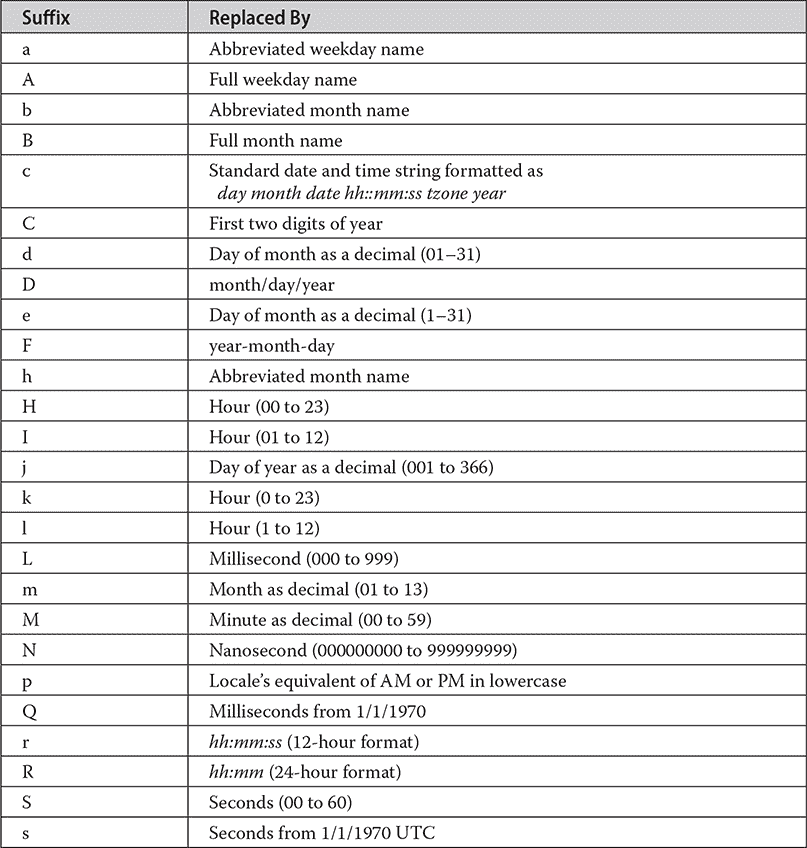 Suffix Replaced By
a Abbreviated weekday name
A Full weekday name
b Abbreviated month name
B Full month name
c Standard date and time string formatted as
day month date hh::mm:ss tzone year
C First two digits of year
d Day of month as a decimal (01–31)
D month/day/year
e Day of month as a decimal (1–31)
F year-month-day
h Abbreviated month name
H Hour (00 to 23)
I Hour (01 to 12)
j Day of year as a decimal (001 to 366)
k Hour (0 to 23)
l Hour (1 to 12)
L Millisecond (000 to 999)
m Month as decimal (01 to 13)
M Minute as decimal (00 to 59)
N Nanosecond (000000000 to 999999999)
p Locale’s equivalent of AM or PM in lowercase
Q Milliseconds from 1/1/1970
r hh:mm:ss (12-hour format)
R hh:mm (24-hour format)
S Seconds (00 to 60)
s Seconds from 1/1/1970 UTC